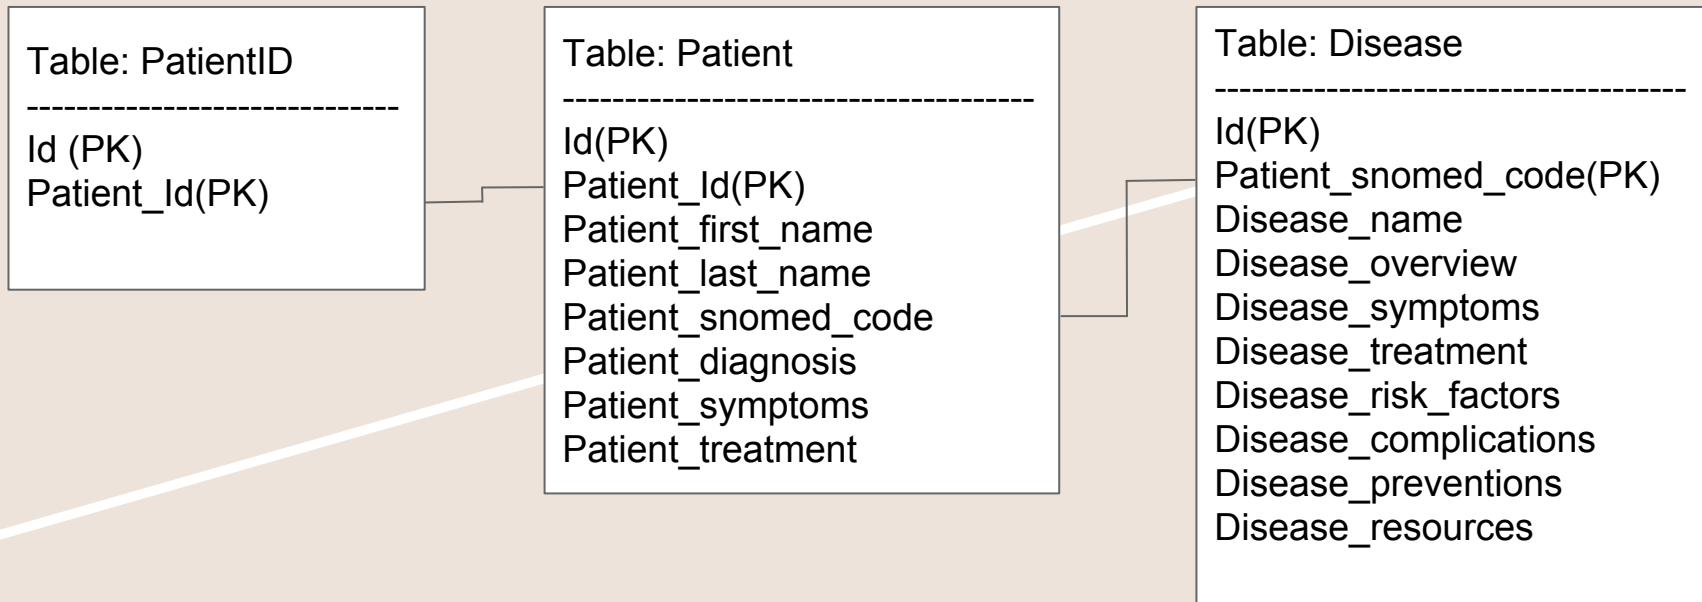 Table: PatientID
------------------------------
Id (PK)
Patient_Id(PK)
Table: Patient
--------------------------------------
Id(PK)
Patient_Id(PK)
Patient_first_name
Patient_last_name
Patient_snomed_code
Patient_diagnosis
Patient_symptoms
Patient_treatment
Table: Disease
--------------------------------------
Id(PK)
Patient_snomed_code(PK)
Disease_name
Disease_overview
Disease_symptoms
Disease_treatment
Disease_risk_factors
Disease_complications
Disease_preventions
Disease_resources